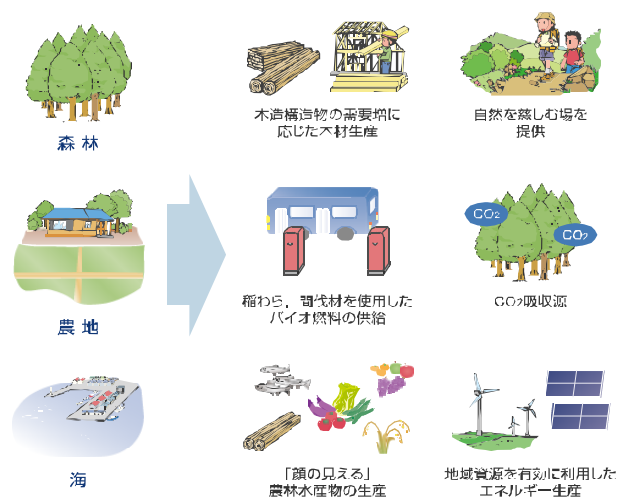 森林
木造構造物の需要増に
応じた木材生産
自然を慈しむ場を
提供
農地
稲わら，間伐材を使用した
バイオ燃料の供給
CO2
CO2
CO2吸収源
海
「顔の見える」
農林水産物の生産
地域資源を有効に利用した
エネルギー生産